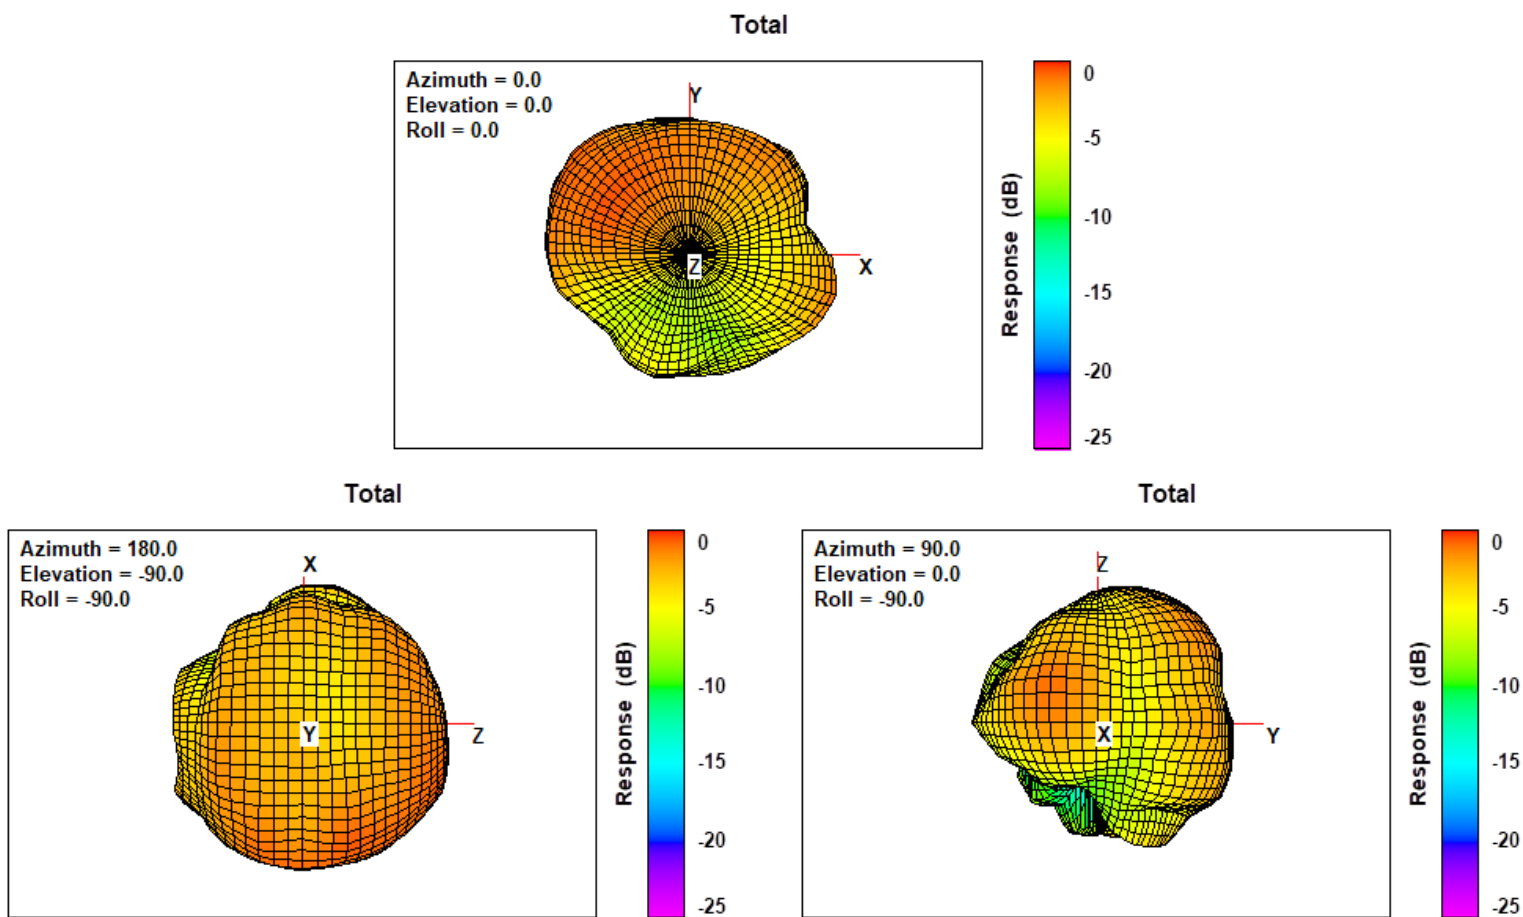 Total
Azimuth = 0.0
Elevation = 0.0
Roll = 0.0
Y
Z
X
Response (dB)
0
-5
-10
-15
-20
-25
Total
Azimuth = 180.0
Elevation = -90.0
Roll = -90.0
X
Y
Z
Response (dB)
0
-5
-10
-15
-20
-25
Total
Azimuth = 90.0
Elevation = 0.0
Roll = -90.0
Z
X
Y
Response (dB)
0
-5
-10
-15
-20
-25